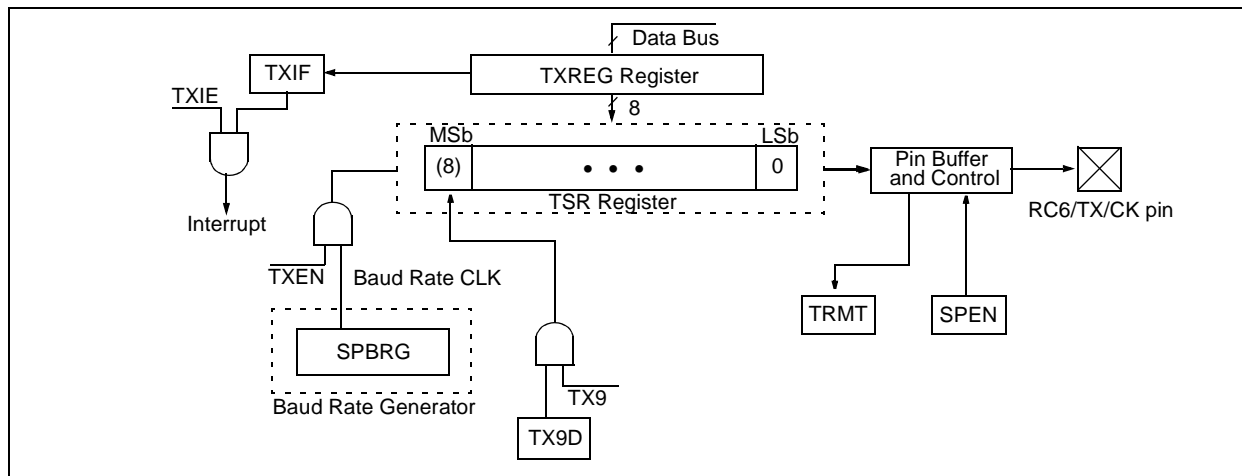 Data Bus
TXIF
TXREG Register
TXIE
8
MSb
LSb
(8)
• • •
0
Pin Buffer
and Control
TSR Register
Interrupt
RC6/TX/CK pin
TXEN
Baud Rate CLK
TRMT
SPEN
SPBRG
TX9
Baud Rate Generator
TX9D